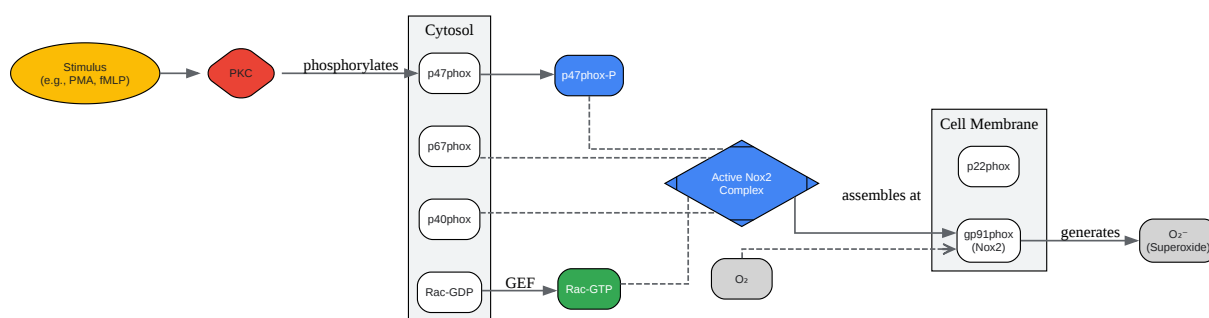 Stimulus
(e.g., PMA, fMLP)
PKC
phosphorylates
Cytosol
p47phox
p67phox
p40phox
Rac-GDP
p47phox-P
GEF
Rac-GTP
Active Nox2
Complex
O₂
assembles at
Cell Membrane
p22phox
gp91phox
(Nox2)
generates
O₂⁻
(Superoxide)